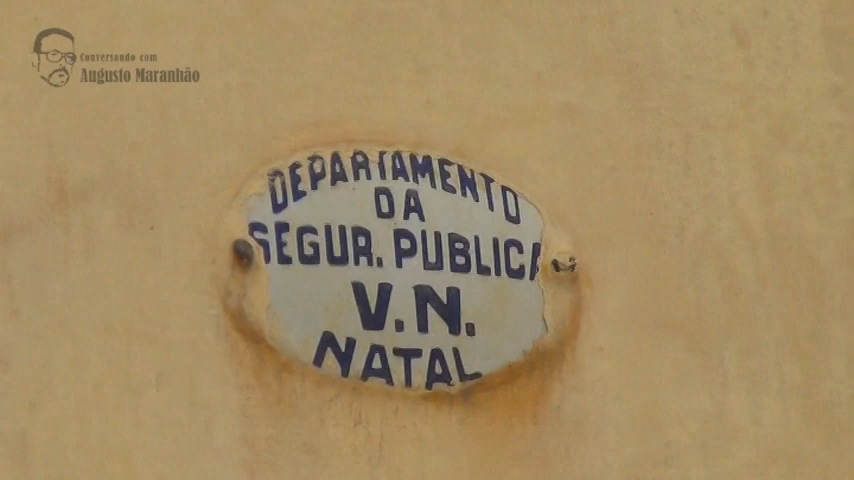 Conversando com
Augusto Maranhão
DEPARTAMENTO
DA
SEGUR. PUBLICA
V.N.
NATAL